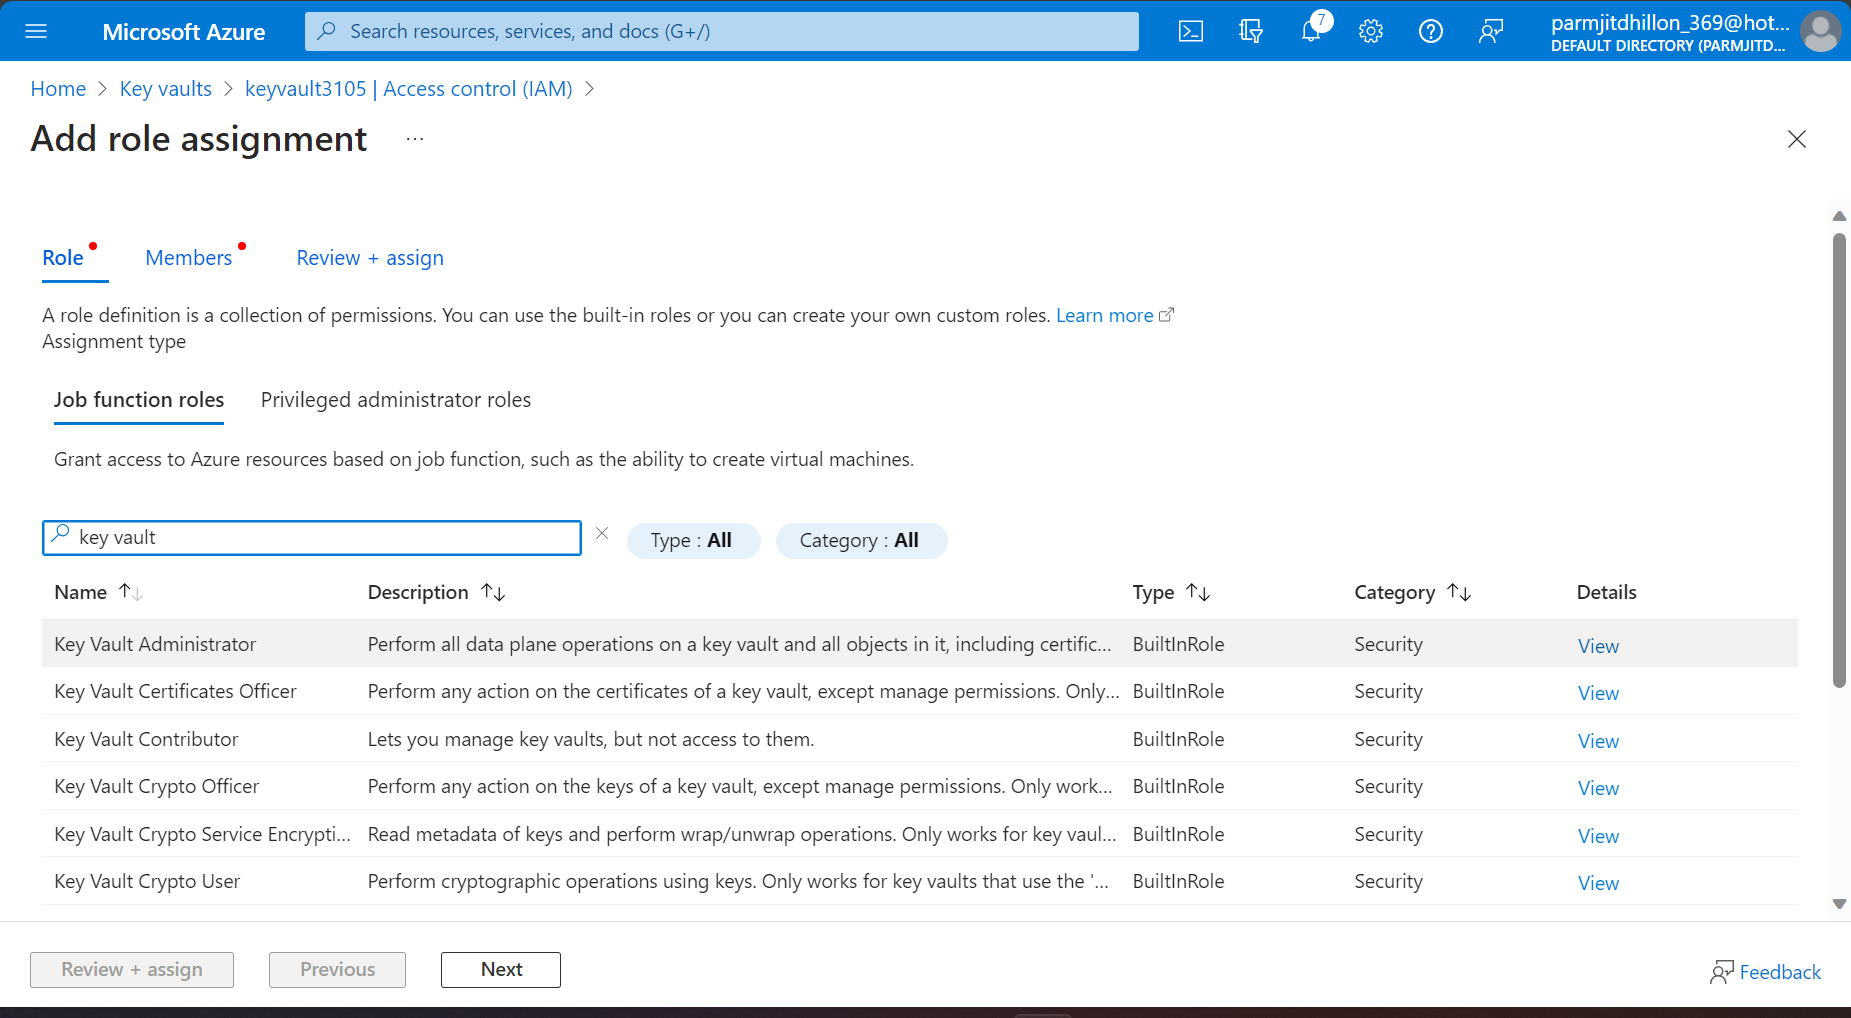 Microsoft Azure
Search resources, services, and docs (G+/)
7
parmjitdhillon_369@hot...
DEFAULT DIRECTORY (PARMJITD...
Home > Key vaults > keyvault3105 | Access control (IAM) >
Add role assignment ...
Role Members Review + assign
A role definition is a collection of permissions. You can use the built-in roles or you can create your own custom roles. Learn more
Assignment type
Job function roles Privileged administrator roles
Grant access to Azure resources based on job function, such as the ability to create virtual machines.
key vault Type : All Category : All
Name ↑↓ Description ↑↓ Type ↑↓ Category ↑↓ Details
Key Vault Administrator Perform all data plane operations on a key vault and all objects in it, including certific... BuiltInRole Security View
Key Vault Certificates Officer Perform any action on the certificates of a key vault, except manage permissions. Only... BuiltInRole Security View
Key Vault Contributor Lets you manage key vaults, but not access to them. BuiltInRole Security View
Key Vault Crypto Officer Perform any action on the keys of a key vault, except manage permissions. Only work... BuiltInRole Security View
Key Vault Crypto Service Encrypti... Read metadata of keys and perform wrap/unwrap operations. Only works for key vaul... BuiltInRole Security View
Key Vault Crypto User Perform cryptographic operations using keys. Only works for key vaults that use the '... BuiltInRole Security View
Review + assign Previous Next Feedback